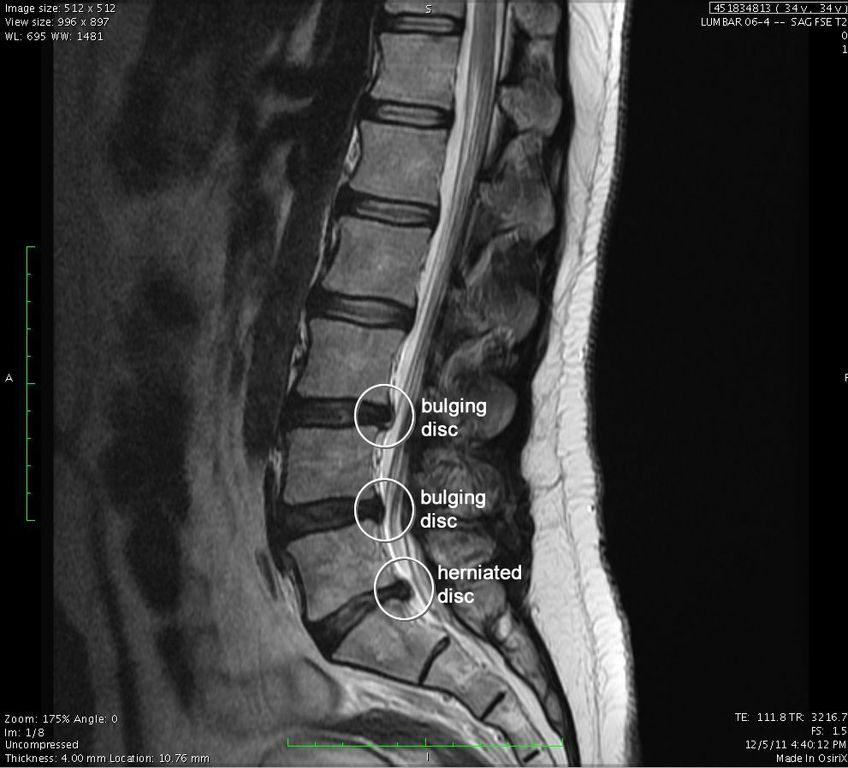 Image size: 512 x 512
View size: 996 x 897
WL: 695 WW: 1481
S
451834813 ( 34 y, 34 y)
LUMBAR 06-4 -- SAG FSE T2
0
1
A
bulging
disc
bulging
disc
herniated
disc
Zoom: 175% Angle: 0
Im: 1/8
Uncompressed
Thickness: 4.00 mm Location: 10.76 mm
I
TE: 111.8 TR: 3216.7
FS: 1.5
12/5/11 4:40:12 PM
Made In OsiriX